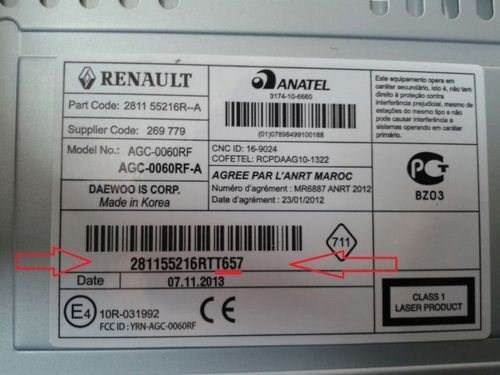 RENAULT
Part Code: 2811 55216R--A
Supplier Code: 269 779
Model No.: AGC-0060RF
AGC-0060RF-A
DAEWOO IS CORP.
Made in Korea
ANATEL
3174-10-6660
(01)07898499100188
CNC ID: 16-9024
COFETEL: RCPDAAG10-1322
AGREE PAR L'ANRT MAROC
Numéro d'agrément : MR6887 ANRT 2012
Date d'agrément : 23/01/2012
Este equipamento opera em
caráter secundário, isto é, não tem
direito à proteção contra
interferência prejudicial, mesmo de
estações do mesmo tipo e não
pode causar interferência a
sistemas operando em caráter
primário.
PG
BZ03
281155216RTT657
711
Date
07.11.2013
E4
10R-031992
FCC ID : YRN-AGC-0060RF
CE
CLASS 1
LASER PRODUCT